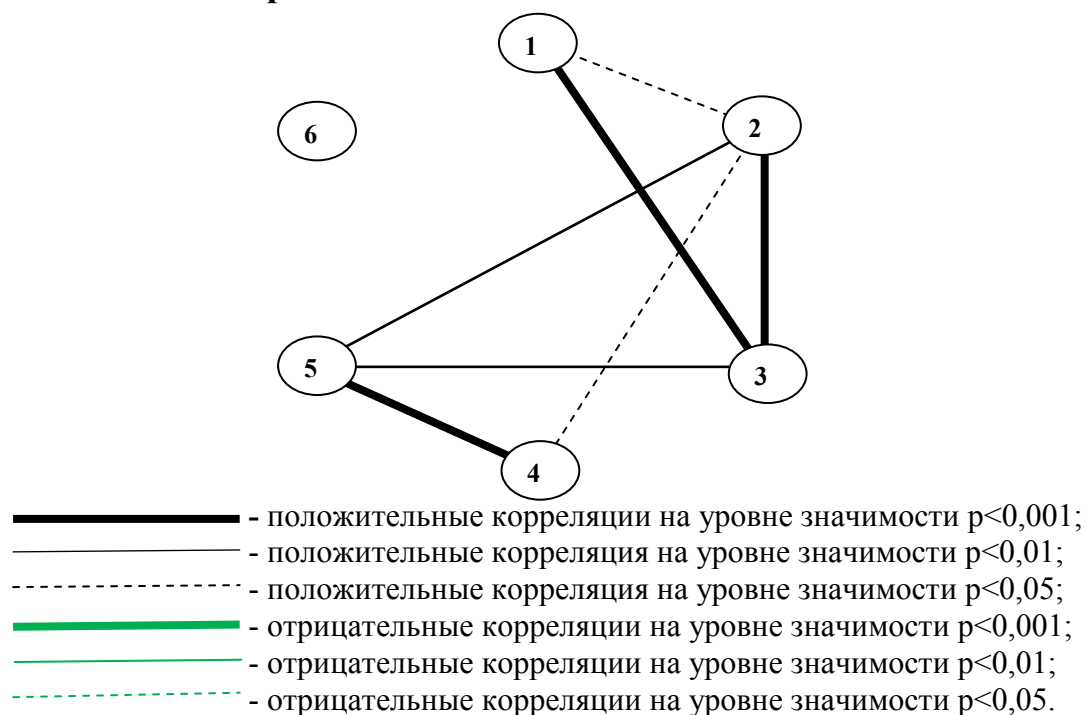 1
2
6
5
3
4
- положительные корреляции на уровне значимости p<0,001;
- положительные корреляция на уровне значимости p<0,01;
- положительные корреляция на уровне значимости p<0,05;
- отрицательные корреляции на уровне значимости p<0,001;
- отрицательные корреляции на уровне значимости p<0,01;
- отрицательные корреляции на уровне значимости p<0,05.